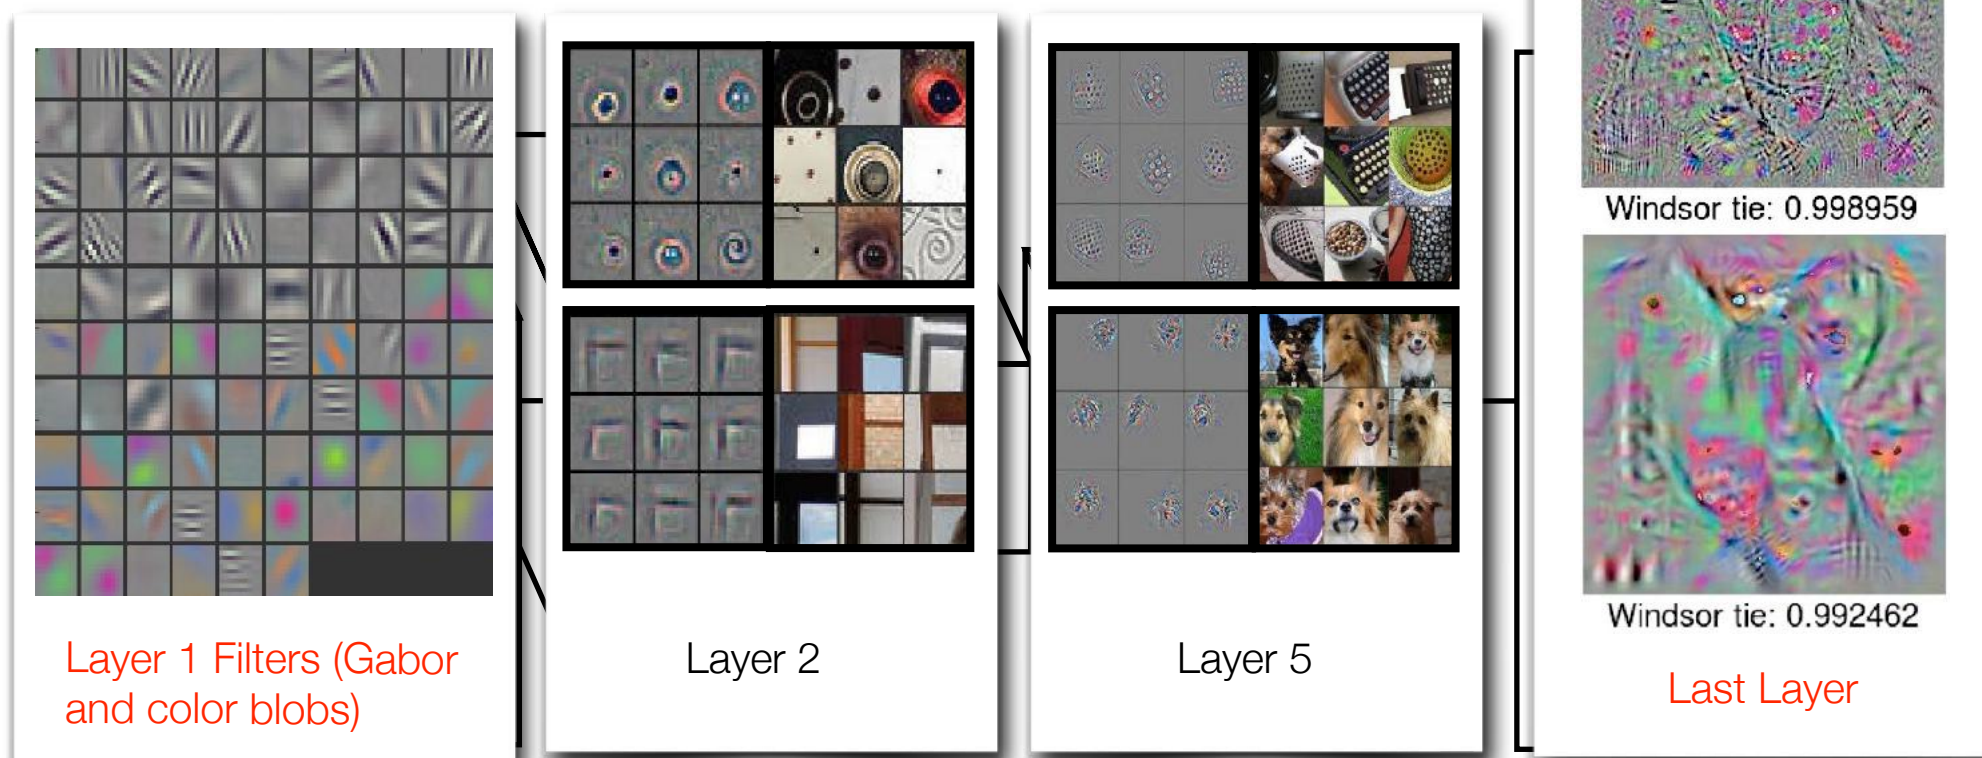 Windsor tie: 0.998959
Windsor tie: 0.992462
Layer 1 Filters (Gabor
and color blobs)
Layer 2
Layer 5
Last Layer